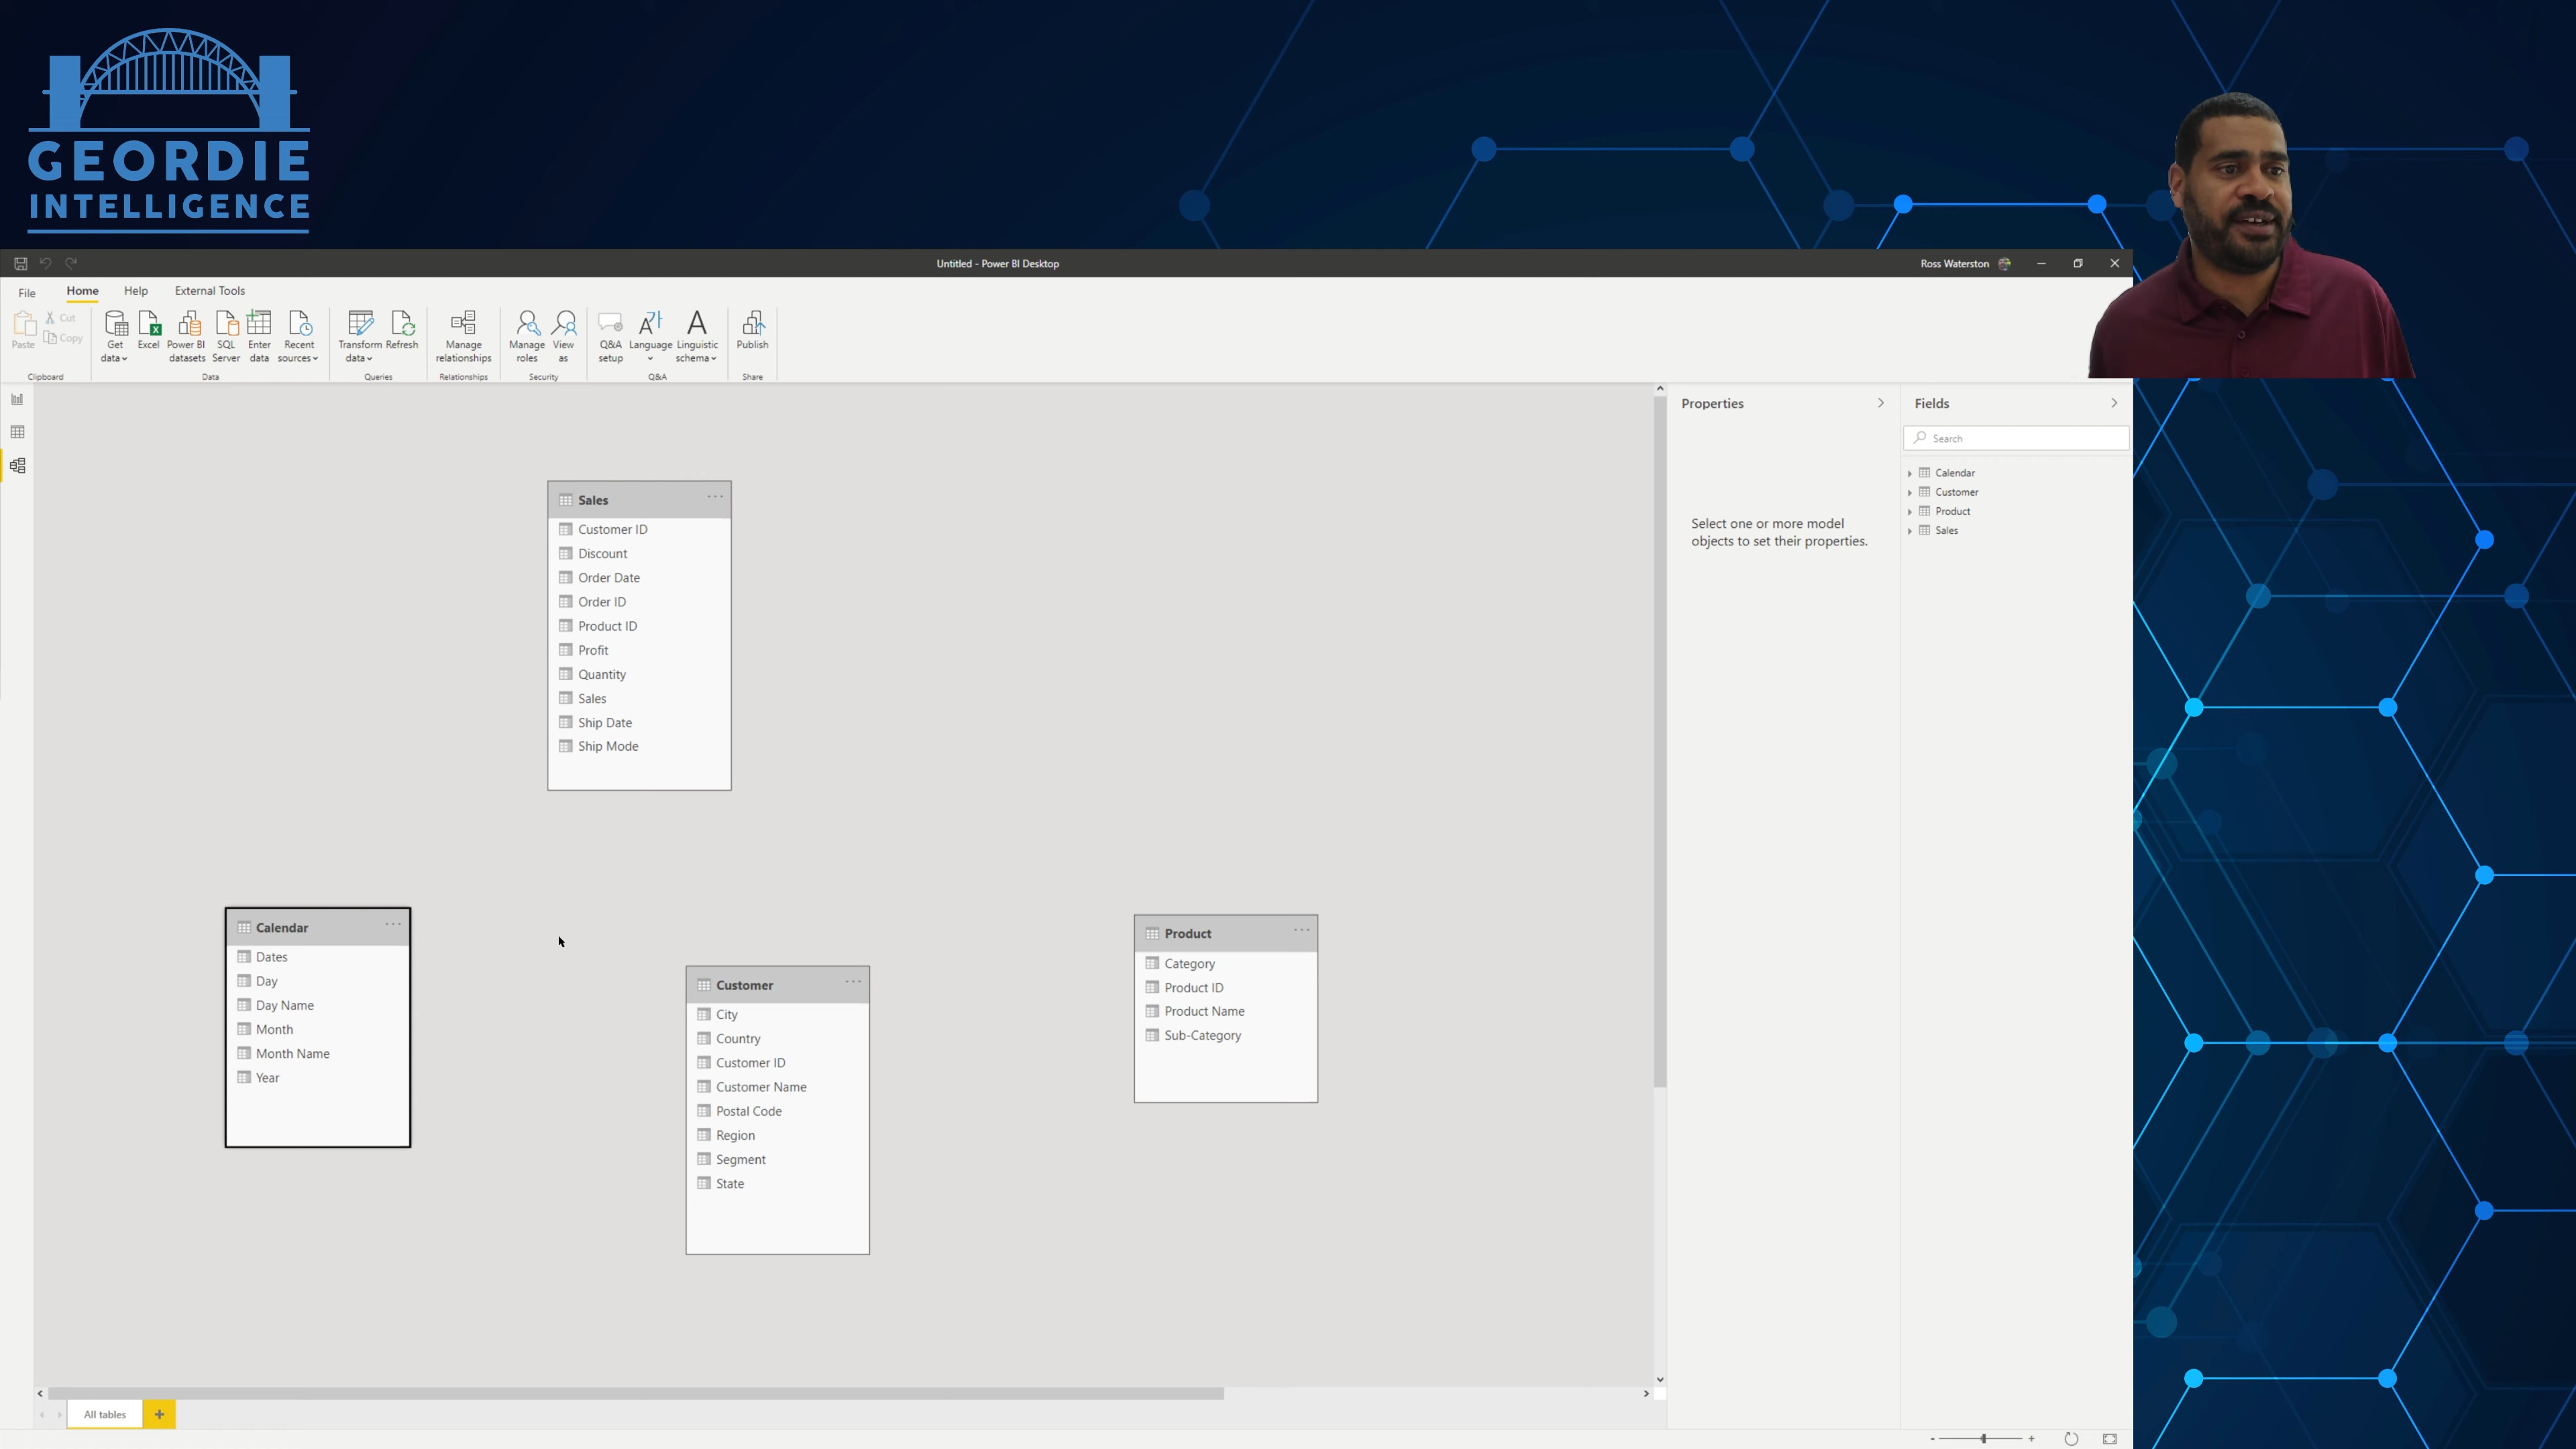 GEORDIE
INTELLIGENCE
Untitled - Power BI Desktop
Ross Waterston
File Home Help External Tools
Paste
Cut
Copy
Clipboard
Get data
Excel
Power BI datasets
SQL Server
Enter data
Recent sources
Data
Transform data
Refresh
Queries
Manage relationships
Relationships
Manage roles
View as
Security
Q&A setup
Language
Linguistic schema
Q&A
Publish
Share
Sales
Customer ID
Discount
Order Date
Order ID
Product ID
Profit
Quantity
Sales
Ship Date
Ship Mode
Calendar
Dates
Day
Day Name
Month
Month Name
Year
Customer
City
Country
Customer ID
Customer Name
Postal Code
Region
Segment
State
Product
Category
Product ID
Product Name
Sub-Category
Properties
Select one or more model
objects to set their properties.
Fields
Search
Calendar
Customer
Product
Sales
All tables